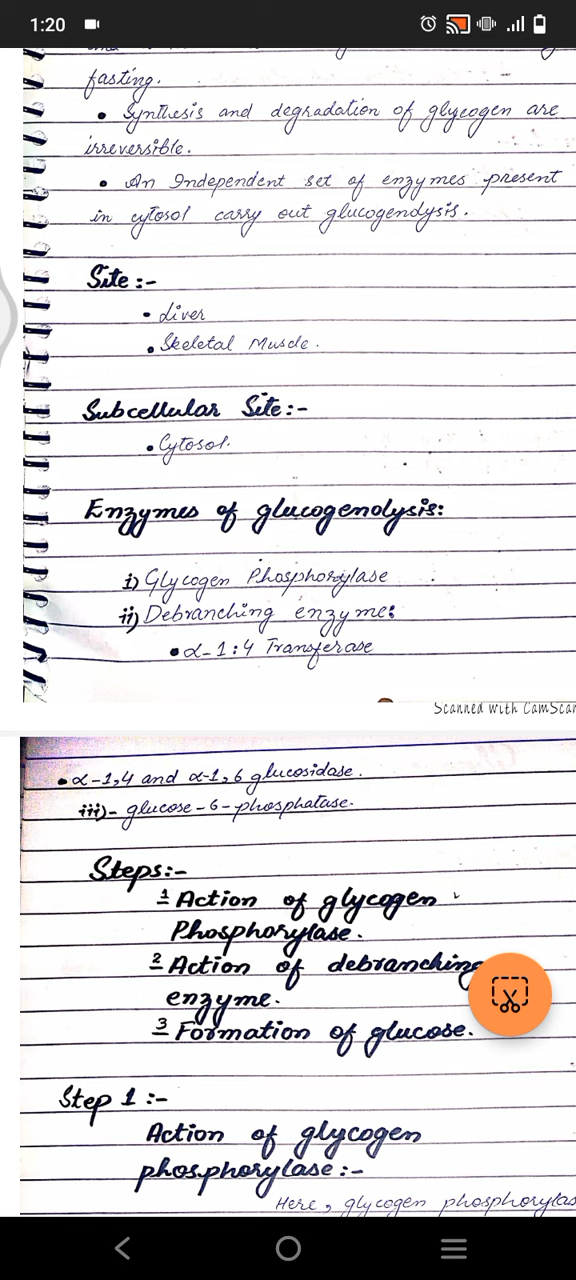 1:20
fasting.
• Synthesis and degradation of glycogen are
irreversible.
• An Independent set of enzymes present
in cytosol carry out glucogendysis.
Site :-
• Liver
• Skeletal Muscle.
Subcellular Site:-
• Cytosol.
Enzymes of glucogenolysis:
i) Glycogen Phosphorylase
ii) Debranching enzyme:
• α-1:4 Transferase
Scanned with CamScan
• α-1,4 and α-1,6 glucosidase.
iii)- glucose-6-phosphatase.
Steps:-
1 Action of glycogen
Phosphorylase.
2 Action of debranching
enzyme.
3 Formation of glucose.
Step 1 :-
Action of glycogen
phosphorylase:-
Here, glycogen phosphorylas